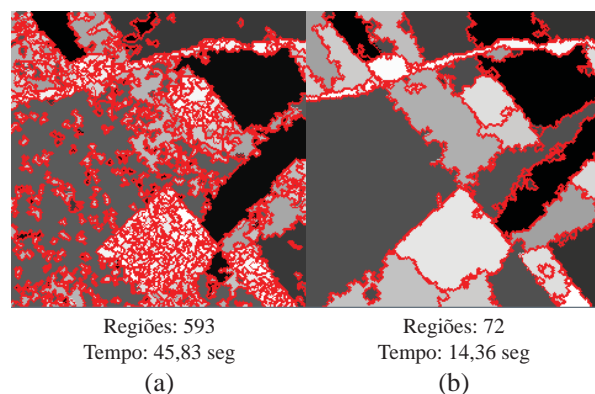 Regiões: 593
Tempo: 45,83 seg
(a)
Regiões: 72
Tempo: 14,36 seg
(b)